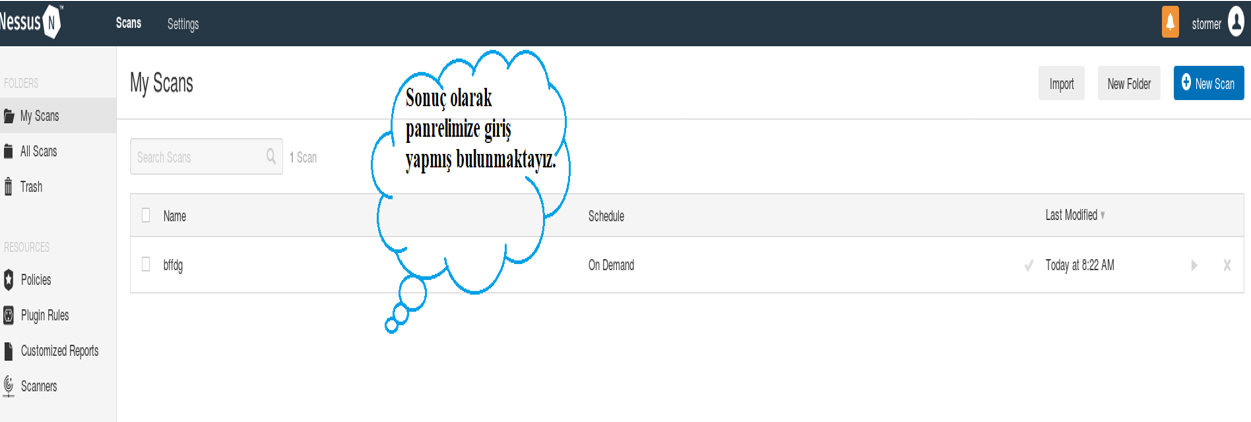 Nessus N ™
Scans Settings
stormer
FOLDERS
My Scans
All Scans
Trash
RESOURCES
Policies
Plugin Rules
Customized Reports
Scanners
My Scans
Import New Folder New Scan
Search Scans 1 Scan
Name Schedule Last Modified
bffdg On Demand Today at 8:22 AM
Sonuç olarak
panrelimize giriş
yapmış bulunmaktayız.